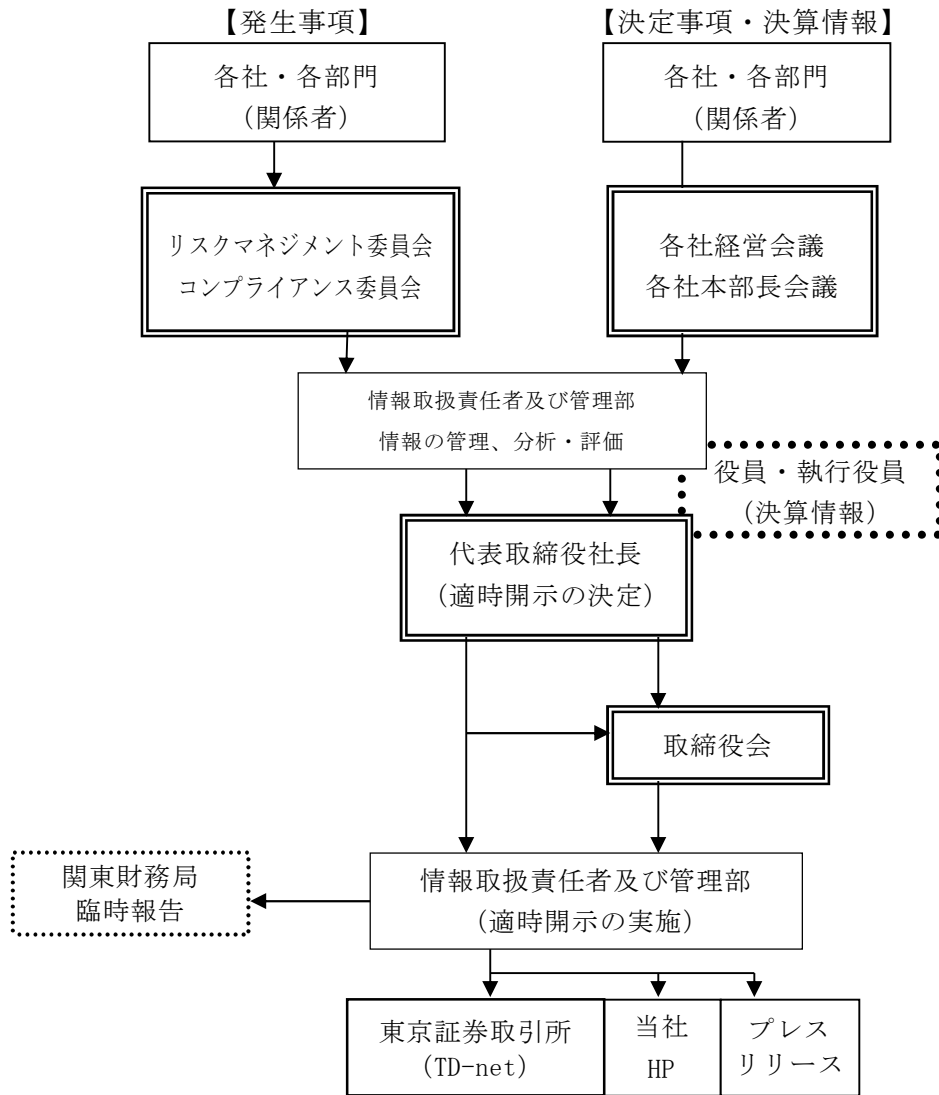 【発生事項】
【決定事項・決算情報】
各社・各部門
（関係者）
各社・各部門
（関係者）
リスクマネジメント委員会
コンプライアンス委員会
各社経営会議
各社本部長会議
情報取扱責任者及び管理部
情報の管理、分析・評価
役員・執行役員
（決算情報）
代表取締役社長
（適時開示の決定）
取締役会
関東財務局
臨時報告
情報取扱責任者及び管理部
（適時開示の実施）
東京証券取引所
（TD-net）
当社
HP
プレス
リリース